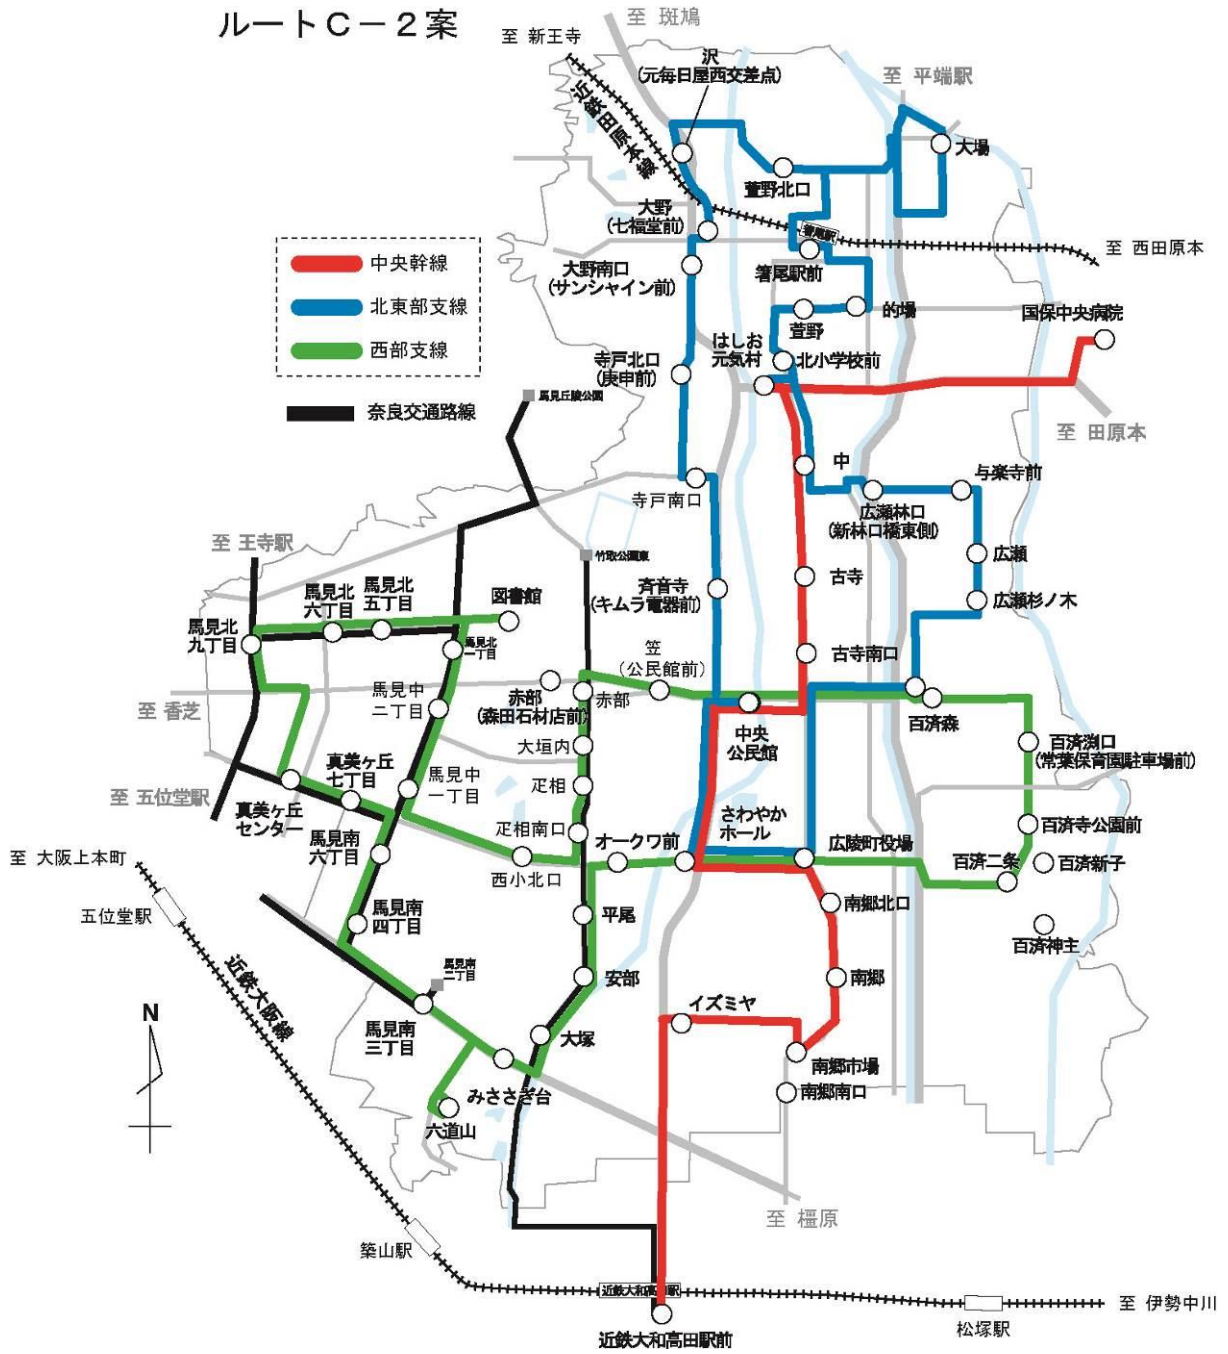 ルートＣ－２案
至 斑鳩
至 新王寺
沢
(元毎日屋西交差点)
至 平端駅
近鉄田原本線
大場
萱野北口
大野
(七福堂前)
箸尾駅
至 西田原本
箸尾駅前
大野南口
(サンシャイン前)
中央幹線
北東部支線
西部支線
奈良交通路線
的場
萱野
国保中央病院
はしお
元気村
北小学校前
寺戸北口
(庚申前)
馬見丘陵公園
至 田原本
中
与楽寺前
寺戸南口
広瀬林口
(新林口橋東側)
至 王寺駅
竹取公園東
広瀬
馬見北
六丁目
馬見北
五丁目
図書館
斉音寺
(キムラ電器前)
古寺
広瀬杉ノ木
馬見北
九丁目
馬見北
一丁目
笠
(公民館前)
古寺南口
馬見中
二丁目
赤部
(森田石材店前)
赤部
至 香芝
百済森
中央
公民館
百済渕口
(常葉保育園駐車場前)
大垣内
真美ヶ丘
七丁目
馬見中
一丁目
疋相
至 五位堂駅
真美ヶ丘
センター
疋相南口
さわやか
ホール
百済寺公園前
馬見南
六丁目
オークワ前
広陵町役場
至 大阪上本町
西小北口
百済二条
百済新子
五位堂駅
馬見南
四丁目
平尾
南郷北口
百済神主
近鉄大阪線
馬見南
二丁目
安部
南郷
N
イズミヤ
馬見南
三丁目
大塚
南郷市場
みささぎ台
南郷南口
六道山
至 橿原
築山駅
近鉄大和高田駅
至 伊勢中川
松塚駅
近鉄大和高田駅前